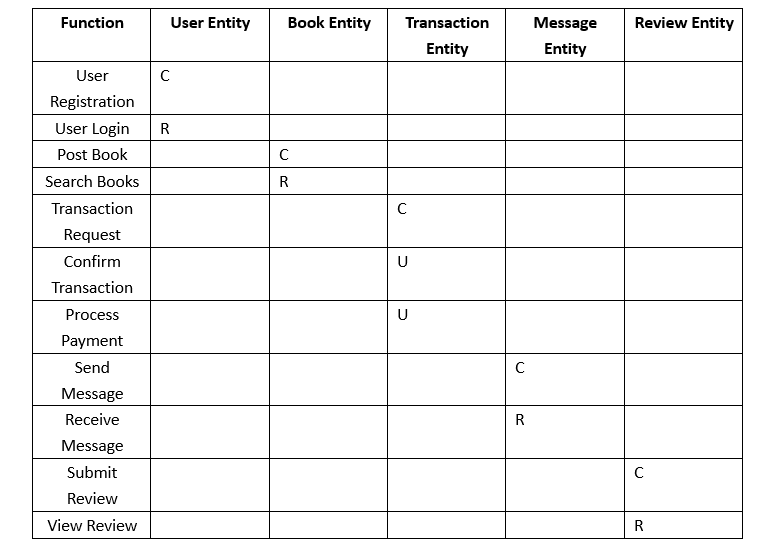 Function User Entity Book Entity Transaction Entity Message Entity Review Entity
User Registration C
User Login R
Post Book C
Search Books R
Transaction Request C
Confirm Transaction U
Process Payment U
Send Message C
Receive Message R
Submit Review C
View Review R